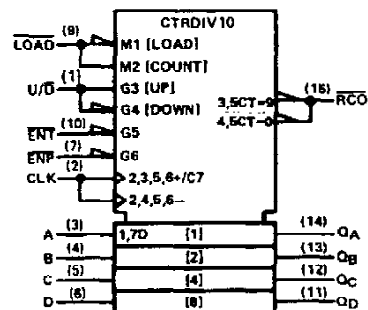 CTRDIV10
LOAD (9) M1 [LOAD]
M2 [COUNT]
U/D (1) G3 [UP]
G4 [DOWN]
ENT (10) G5
ENP (7) G6
CLK (2) 2,3,5,6+/C7
2,4,5,6–
3,5CT=9 (15) RCO
4,5CT=0
A (3) 1,7D [1] (14) QA
B (4) [2] (13) QB
C (5) [4] (12) QC
D (6) [8] (11) QD